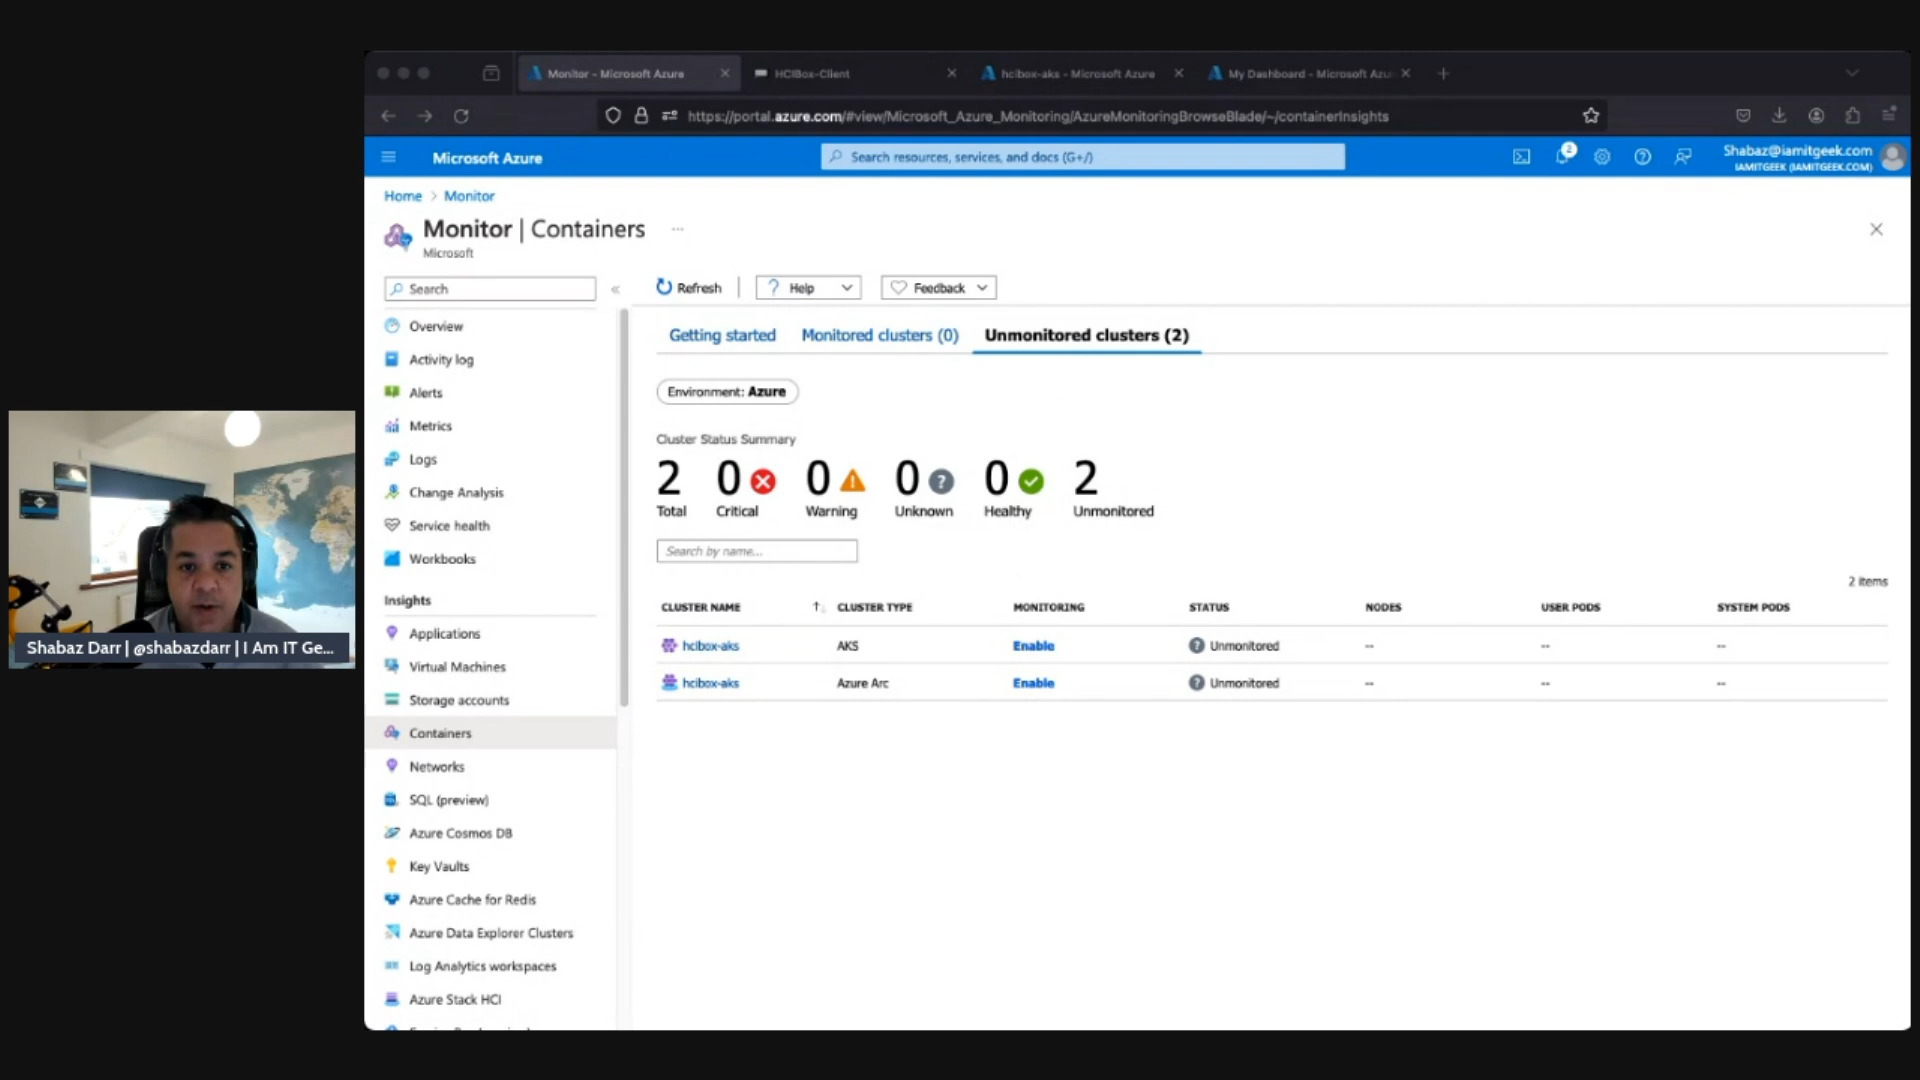 Monitor - Microsoft Azure
HCIBox-Client
hcibox-aks - Microsoft Azure
My Dashboard - Microsoft Azu
https://portal.azure.com/#view/Microsoft_Azure_Monitoring/AzureMonitoringBrowseBlade/~/containerInsights
Microsoft Azure
Search resources, services, and docs (G+/)
2
Shabaz@iamitgeek.com
IAMITGEEK (IAMITGEEK.COM)
Home > Monitor
Monitor | Containers ...
Microsoft
Search
«
Refresh
Help
Feedback
Overview
Activity log
Alerts
Metrics
Logs
Change Analysis
Service health
Workbooks
Insights
Applications
Virtual Machines
Storage accounts
Containers
Networks
SQL (preview)
Azure Cosmos DB
Key Vaults
Azure Cache for Redis
Azure Data Explorer Clusters
Log Analytics workspaces
Azure Stack HCI
Getting started
Monitored clusters (0)
Unmonitored clusters (2)
Environment: Azure
Cluster Status Summary
2 0 0 0 0 2
Total Critical Warning Unknown Healthy Unmonitored
Search by name...
2 items
CLUSTER NAME CLUSTER TYPE MONITORING STATUS NODES USER PODS SYSTEM PODS
hcibox-aks AKS Enable Unmonitored -- -- --
hcibox-aks Azure Arc Enable Unmonitored -- -- --
Shabaz Darr | @shabazdarr | I Am IT Ge...